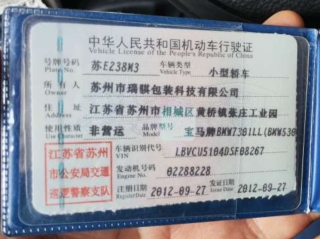 中华人民共和国机动车行驶证
Vehicle License of the People's Republic of China
号牌号码 苏EZ38M3 车辆类型 小型轿车
Plate No. Vehicle Type
所有人 苏州市瑞骐包装科技有限公司
Owner
住址 江苏省苏州市相城区黄桥镇张庄工业园
Address
使用性质 非营运 品牌型号 宝马牌BMW7301LL(BMW530
江苏省苏州 车辆识别代号 LBVCU5104DSF08267
VIN
市公安局交通 发动机号码 02288228
Engine No.
巡逻警察支队 注册日期 2012-09-27 发证日期 2012-09-27
Register Date Issue Date